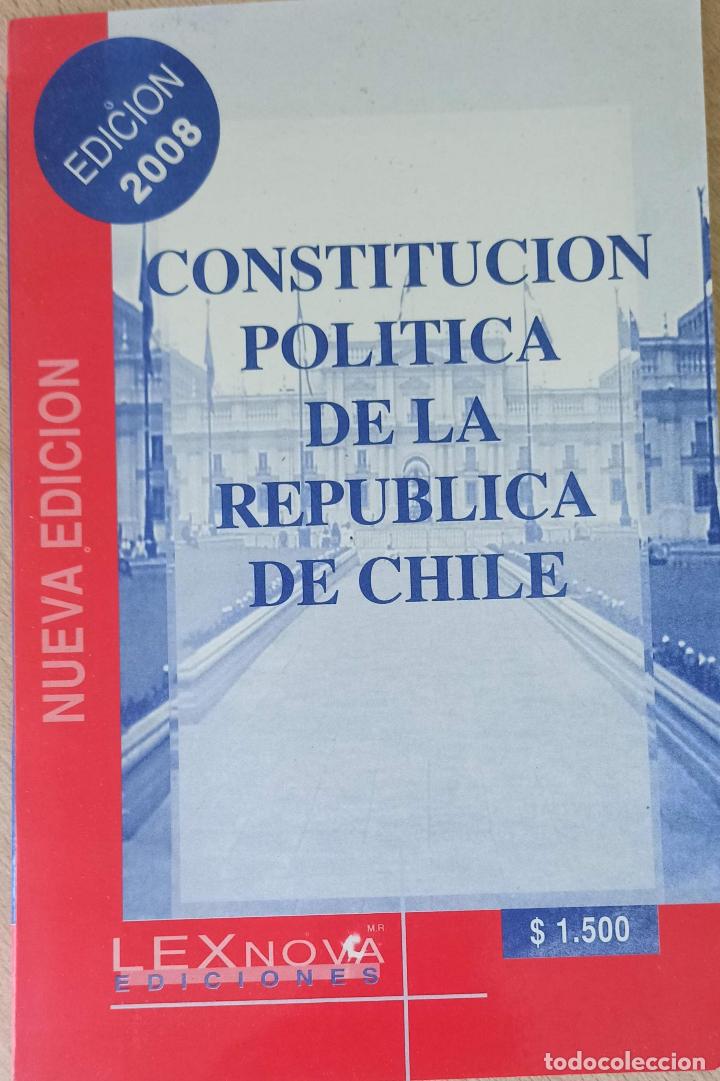 EDICION
2008
CONSTITUCION
POLITICA
DE LA
REPUBLICA
DE CHILE
NUEVA EDICION
M.R
LEXNOVA
EDICIONES
$ 1.500
todocoleccion